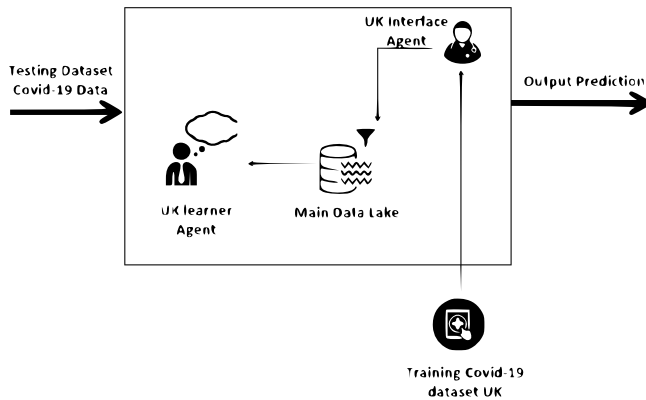 UK Interface
Agent
Testing Dataset
Covid-19 Data
Output Prediction
UK learner
Agent
Main Data Lake
Training Covid-19
dataset UK